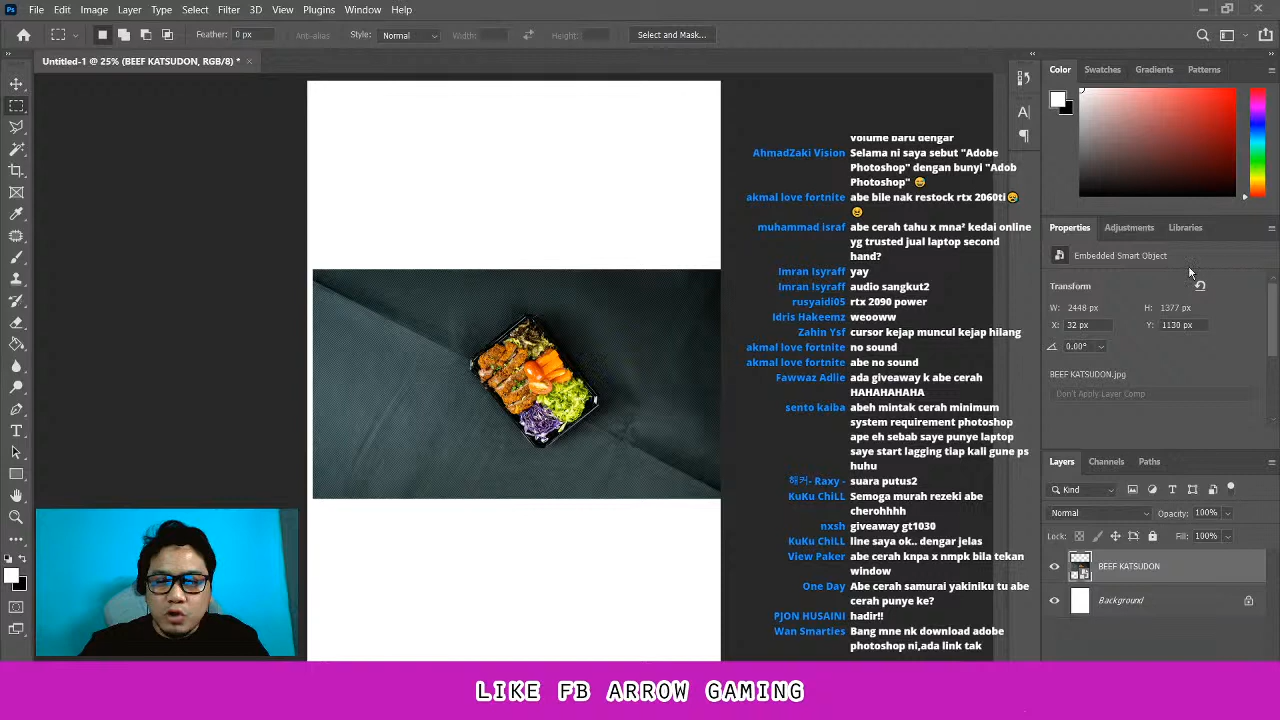 Ps File Edit Image Layer Type Select Filter 3D View Plugins Window Help
Feather: 0 px Anti-alias Style: Normal Width: Height: Select and Mask...
Untitled-1 @ 25% (BEEF KATSUDON, RGB/8) * ×
Color Swatches Gradients Patterns
volume baru dengar
AhmadZaki Vision Selama ni saya sebut "Adobe
Photoshop" dengan bunyi "Adob
Photoshop" 😅
akmal love fortnite abe bile nak restock rtx 2060ti😢
😢
muhammad israf abe cerah tahu x mna² kedai online
yg trusted jual laptop second
hand?
Imran Isyraff yay
Imran Isyraff audio sangkut2
rusyaidi05 rtx 2090 power
Idris Hakeemz weooww
Zahin Ysf cursor kejap muncul kejap hilang
akmal love fortnite no sound
akmal love fortnite abe no sound
Fawwaz Adlie ada giveaway k abe cerah
HAHAHAHAHA
sento kaiba abeh mintak cerah minimum
system requirement photoshop
ape eh sebab saye punye laptop
saye start lagging tiap kali gune ps
huhu
해커- Raxy - suara putus2
KuKu ChiLL Semoga murah rezeki abe
cherohhhh
nxsh giveaway gt1030
KuKu ChiLL line saya ok.. dengar jelas
View Paker abe cerah knpa x nmpk bila tekan
window
One Day Abe cerah samurai yakiniku tu abe
cerah punye ke?
PJON HUSAINI hadir!!
Wan Smarties Bang mne nk download adobe
photoshop ni,ada link tak
Properties Adjustments Libraries
Embedded Smart Object
Transform
W: 2448 px H: 1377 px
X: 32 px Y: 1130 px
0.00°
BEEF KATSUDON.jpg
Don't Apply Layer Comp
Layers Channels Paths
Kind
Normal Opacity: 100%
Lock: Fill: 100%
BEEF KATSUDON
Background
LIKE FB ARROW GAMING